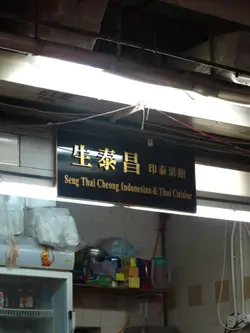 生泰昌 印泰菜館
Seng Thai Cheong Indonesian & Thai Cuisine